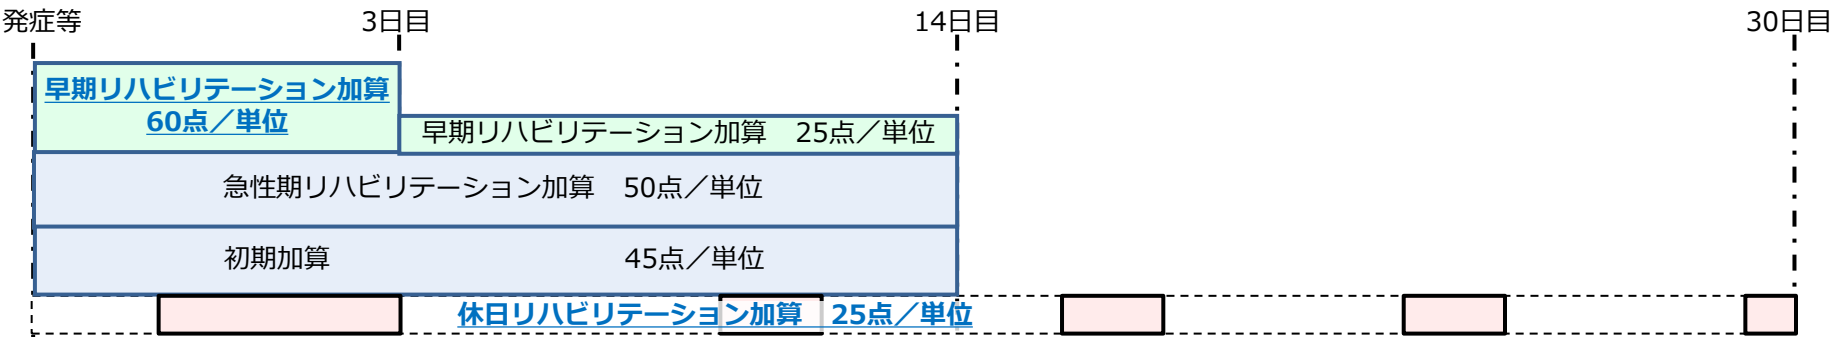 発症等 3日目 14日目 30日目
早期リハビリテーション加算
60点／単位
早期リハビリテーション加算　25点／単位
急性期リハビリテーション加算　50点／単位
初期加算 45点／単位
休日リハビリテーション加算　25点／単位